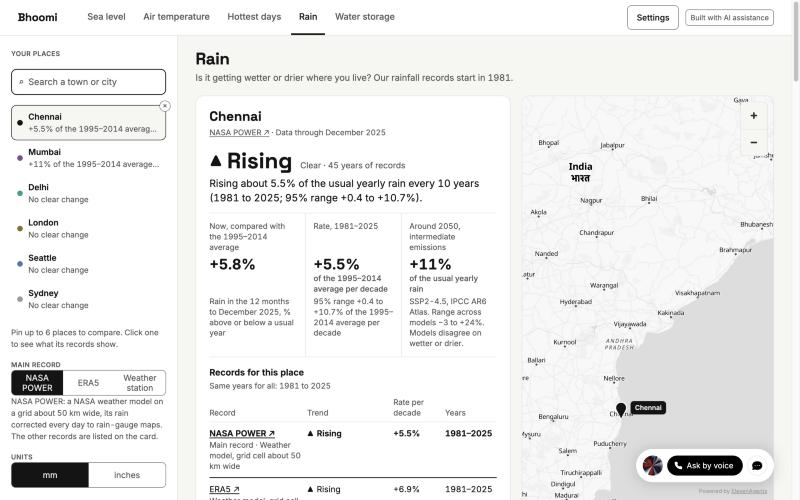 Bhoomi
Sea level
Air temperature
Hottest days
Rain
Water storage
Settings
Built with AI assistance
YOUR PLACES
Search a town or city
Chennai
+5.5% of the 1995–2014 averag...
Mumbai
+11% of the 1995–2014 average...
Delhi
No clear change
London
No clear change
Seattle
No clear change
Sydney
No clear change
Pin up to 6 places to compare. Click one
to see what its records show.
MAIN RECORD
NASA
POWER
ERA5
Weather
station
NASA POWER: a NASA weather model on
a grid about 50 km wide, its rain
corrected every day to rain-gauge maps.
The other records are listed on the card.
UNITS
mm
inches
Rain
Is it getting wetter or drier where you live? Our rainfall records start in 1981.
Chennai
NASA POWER ↗ · Data through December 2025
▲ Rising Clear · 45 years of records
Rising about 5.5% of the usual yearly rain every 10 years
(1981 to 2025; 95% range +0.4 to +10.7%).
Now, compared with
the 1995–2014
average
+5.8%
Rain in the 12 months
to December 2025, %
above or below a usual
year
Rate, 1981–2025
+5.5%
of the 1995–2014
average per decade
95% range +0.4 to
+10.7% of the 1995–
2014 average per
decade
Around 2050,
intermediate
emissions
+11%
of the usual yearly
rain
SSP2-4.5, IPCC AR6
Atlas. Range across
models −3 to +24%.
Models disagree on
wetter or drier.
Records for this place
Same years for all: 1981 to 2025
Record Trend Rate per
decade Years
NASA POWER ↗ ▲ Rising +5.5% 1981–2025
Main record · Weather
model, grid cell about 50
km wide
ERA5 ↗ ▲ Rising +6.9% 1981–2025
Gaya
+
−
Bhopal
Jabalpur
India
भारत
Nagpur
Bhilai
Akola
Bhubanesh
Chandrapur
Brahmapur
Nanded
Warangal
Visakhapatnam
Hyderabad
Kakinada
Vijayawada
Kurnool
ANDHRA
PRADESH
Ballari
Nellore
Chennai
Bengaluru
Puducherry
Salem
Tiruchirappalli
Dindigul
Madurai
Ask by voice
Powered by ElevenAgents